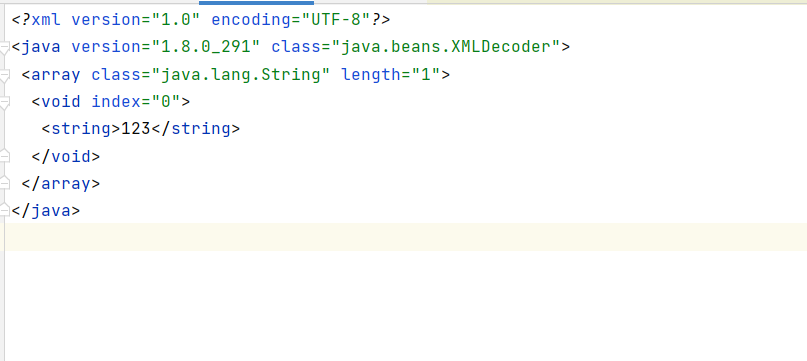 <?xml version="1.0" encoding="UTF-8"?>
<java version="1.8.0_291" class="java.beans.XMLDecoder">
<array class="java.lang.String" length="1">
<void index="0">
<string>123</string>
</void>
</array>
</java>